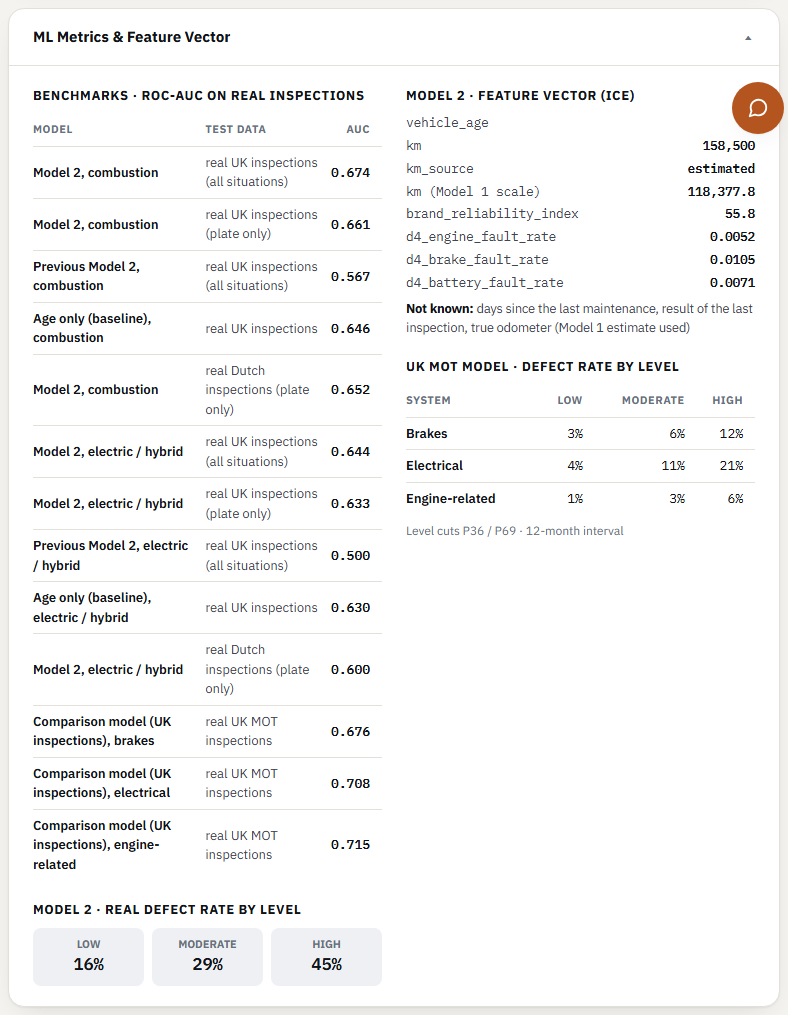 ML Metrics & Feature Vector
BENCHMARKS · ROC-AUC ON REAL INSPECTIONS
MODEL TEST DATA AUC
Model 2, combustion real UK inspections (all situations) 0.674
Model 2, combustion real UK inspections (plate only) 0.661
Previous Model 2, combustion real UK inspections (all situations) 0.567
Age only (baseline), combustion real UK inspections 0.646
Model 2, combustion real Dutch inspections (plate only) 0.652
Model 2, electric / hybrid real UK inspections (all situations) 0.644
Model 2, electric / hybrid real UK inspections (plate only) 0.633
Previous Model 2, electric / hybrid real UK inspections (all situations) 0.500
Age only (baseline), electric / hybrid real UK inspections 0.630
Model 2, electric / hybrid real Dutch inspections (plate only) 0.600
Comparison model (UK inspections), brakes real UK MOT inspections 0.676
Comparison model (UK inspections), electrical real UK MOT inspections 0.708
Comparison model (UK inspections), engine-related real UK MOT inspections 0.715
MODEL 2 · REAL DEFECT RATE BY LEVEL
LOW MODERATE HIGH
16% 29% 45%
MODEL 2 · FEATURE VECTOR (ICE)
vehicle_age
km 158,500
km_source estimated
km (Model 1 scale) 118,377.8
brand_reliability_index 55.8
d4_engine_fault_rate 0.0052
d4_brake_fault_rate 0.0105
d4_battery_fault_rate 0.0071
Not known: days since the last maintenance, result of the last
inspection, true odometer (Model 1 estimate used)
UK MOT MODEL · DEFECT RATE BY LEVEL
SYSTEM LOW MODERATE HIGH
Brakes 3% 6% 12%
Electrical 4% 11% 21%
Engine-related 1% 3% 6%
Level cuts P36 / P69 · 12-month interval